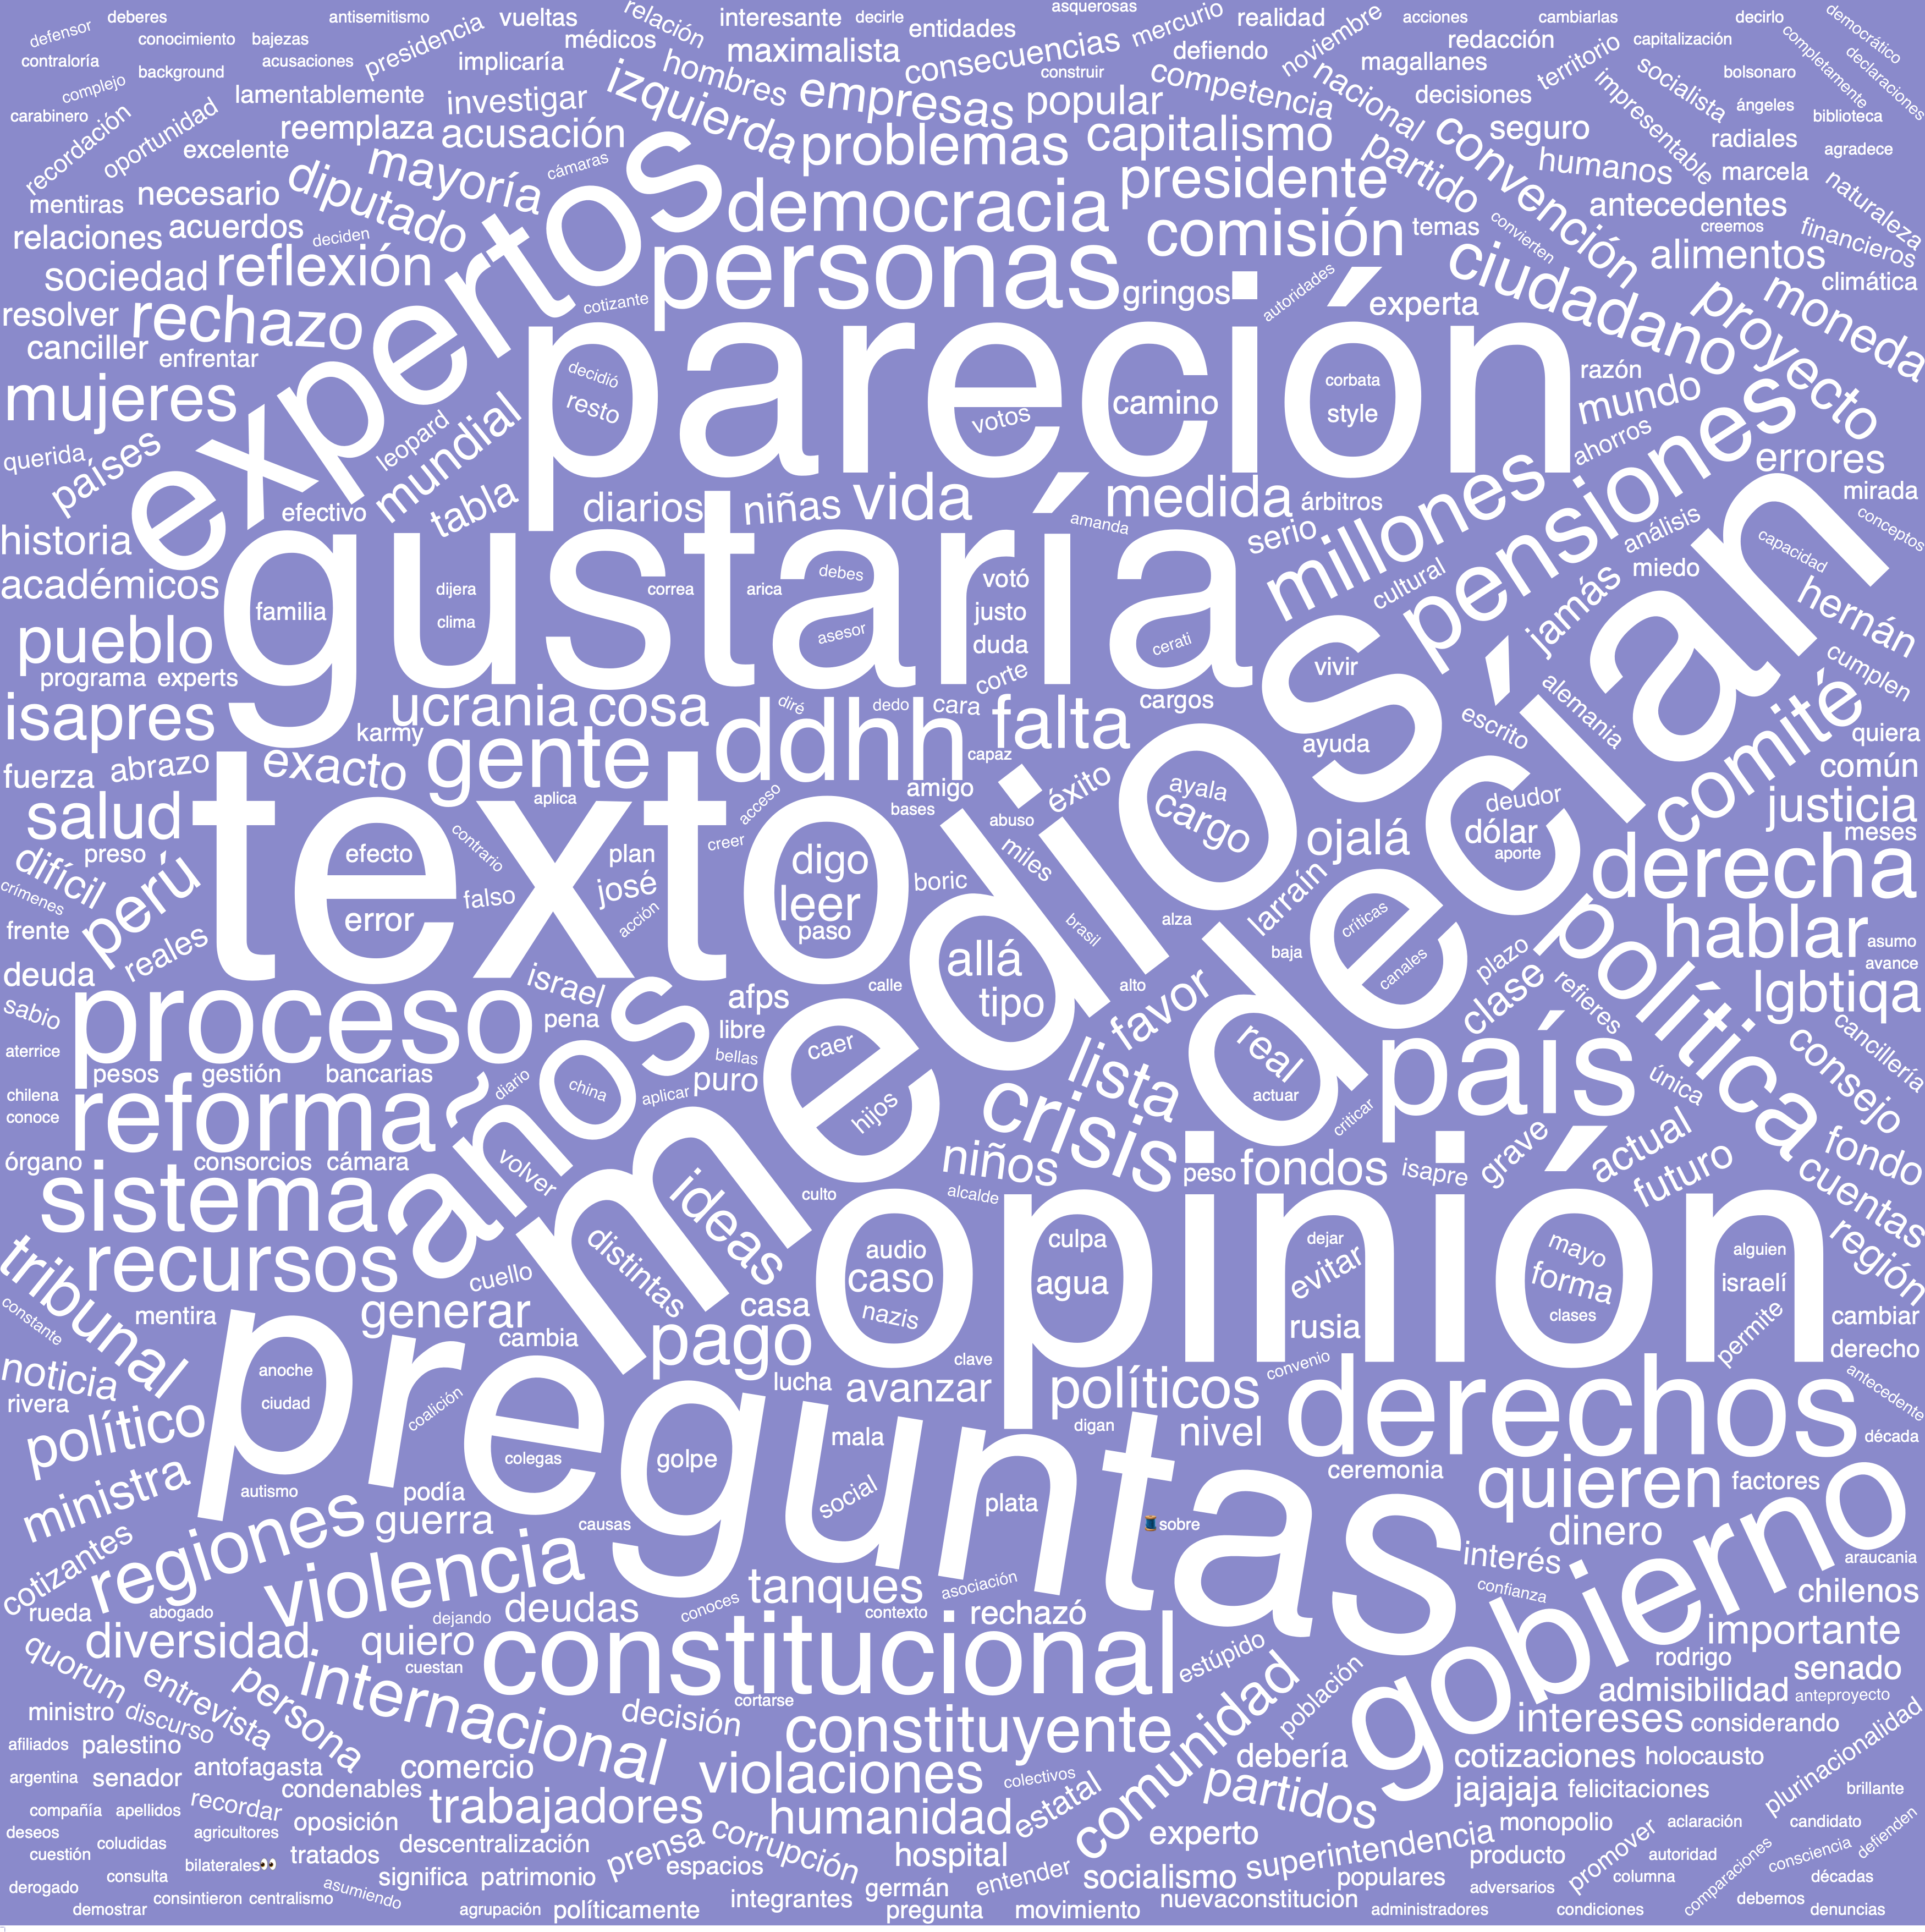 defensor deberes antisemitismo vueltas relación interesante decirle entidades asquerosas mercurio realidad noviembre acciones cambiarlas decirlo democrático
contraloría conocimiento bajezas presidencia médicos maximalista consecuencias defiendo redacción territorio capitalización completamente declaraciones
complejo background acusaciones implicaría hombres construir competencia nacional magallanes socialista bolsonaro
carabinero lamentablemente investigar izquierda empresas popular decisiones impresentable ángeles biblioteca
recordación oportunidad reemplaza acusación problemas capitalismo partido convención seguro radiales agradece
excelente mayoría cámaras democracia presidente humanos marcela naturaleza
mentiras necesario diputado expertos personas comisión temas antecedentes creemos financieros
relaciones acuerdos deciden convierten alimentos climática
sociedad reflexión cotizante gringos autoridades experta ciudadano proyecto moneda
resolver rechazo parección
canciller enfrentar decidió resto votos camino corbata style razón mundo
mujeres leopard mundial pensiones ahorros errores
querida países tabla diarios niñas vida medida árbitros millones mirada
historia efectivo gustaría amanda serio análisis capacidad conceptos
académicos familia dijera clima correa arica debes asesor votó justo duda cerati cultural jamás miedo hernán
pueblo programa experts corte vivir decían cumplen
isapres ucrania cosa karmy ddhh diré dedo cara falta cargos alemania escrito comité quiera
fuerza abrazo exacto gente capaz ayuda común
salud texto aplica acceso amigo bases abuso éxito ayala cargo ojalá deudor dólar aporte justicia meses
difícil preso efecto contrario plan creer digo miles medios larraín derecha
crímenes perú error falso josé acción leer paso boric brasil alza críticas política hablar asumo
frente reales allá baja canales plazo avance
deuda israel afps calle tipo alto favor clase refieres lgbtiqa
sabio proceso pena libre real cancillería
aterrice años bellas caer lista país consejo
pesos gestión bancarias diario china aplicar puro hijos crisis actuar criticar única
chilena conoce reforma
órgano consorcios cámara volver ideas niños peso fondos isapre grave actual futuro fondo cuentas
sistema culto alcalde opinión
recursos cuello distintas audio caso nazis culpa agua dejar evitar mayo forma clases alguien israelí región
tribunal mentira generar cambia casa rusia permite cambiar
constante pago clave convenio derecho
noticia anoche ciudad preguntas lucha avanzar políticos derechos antecedente
rivera político coalición colegas golpe mala digan nivel década
ministra autismo podía social plata ceremonia quieren factores
regiones guerra causas 🧵sobre interés dinero araucania
cotizantes violencia tanques asociación confianza gobierno chilenos
rueda abogado dejando deudas conoces contexto rechazó importante
diversidad quiero constitucional estúpido rodrigo
quorum entrevista persona internacional cuestan cortarse decisión comunidad población senado
ministro discurso constituyente admisibilidad anteproyecto
afiliados palestino intereses considerando
argentina senador antofagasta comercio violaciones colectivos debería cotizaciones holocausto plurinacionalidad
compañía apellidos recordar condenables trabajadores humanidad estatal partidos jajajaja felicitaciones brillante
deseos coludidas agricultores oposición prensa corrupción experto monopolio aclaración candidato
cuestión bilaterales👀 tratados descentralización hospital superintendencia producto promover autoridad consciencia defienden
derogado consulta significa patrimonio espacios entender socialismo populares columna comparaciones décadas
consintieron centralismo asumiendo integrantes germán nuevaconstitucion adversarios debemos
demostrar agrupación políticamente pregunta movimiento administradores condiciones denuncias